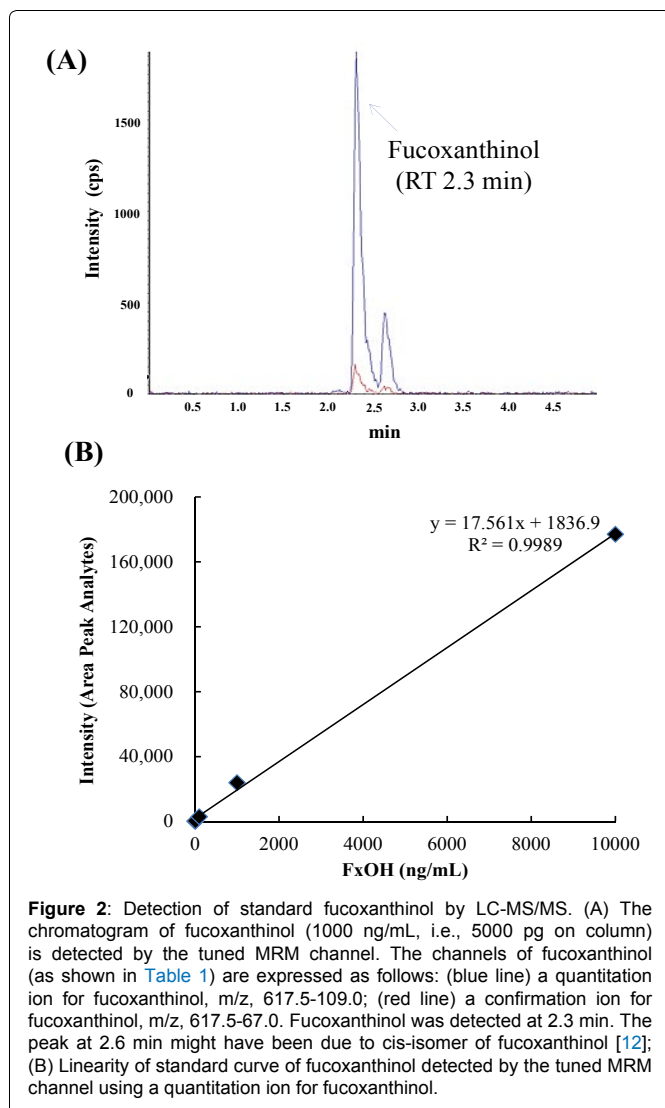 (A)
Intensity (cps)
1500
1000
500
0
Fucoxanthinol
(RT 2.3 min)
0.5 1.0 1.5 2.0 2.5 3.0 3.5 4.0 4.5
min
(B)
Intensity (Area Peak Analytes)
200,000
160,000
120,000
80,000
40,000
0
y = 17.561x + 1836.9
R² = 0.9989
0 2000 4000 6000 8000 10000
FxOH (ng/mL)
Figure 2: Detection of standard fucoxanthinol by LC-MS/MS. (A) The
chromatogram of fucoxanthinol (1000 ng/mL, i.e., 5000 pg on column)
is detected by the tuned MRM channel. The channels of fucoxanthinol
(as shown in Table 1) are expressed as follows: (blue line) a quantitation
ion for fucoxanthinol, m/z, 617.5-109.0; (red line) a confirmation ion for
fucoxanthinol, m/z, 617.5-67.0. Fucoxanthinol was detected at 2.3 min. The
peak at 2.6 min might have been due to cis-isomer of fucoxanthinol [12];
(B) Linearity of standard curve of fucoxanthinol detected by the tuned MRM
channel using a quantitation ion for fucoxanthinol.